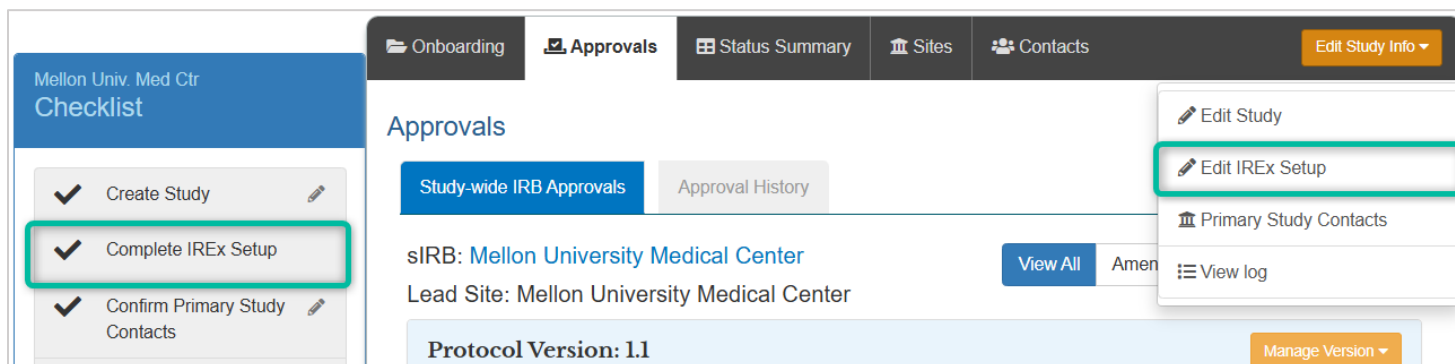 Mellon Univ. Med Ctr
Checklist
Create Study
Complete IREx Setup
Confirm Primary Study
Contacts
Onboarding Approvals Status Summary Sites Contacts Edit Study Info
Approvals
Study-wide IRB Approvals Approval History
sIRB: Mellon University Medical Center
Lead Site: Mellon University Medical Center
View All Amen
Protocol Version: 1.1
Manage Version
Edit Study
Edit IREx Setup
Primary Study Contacts
View log